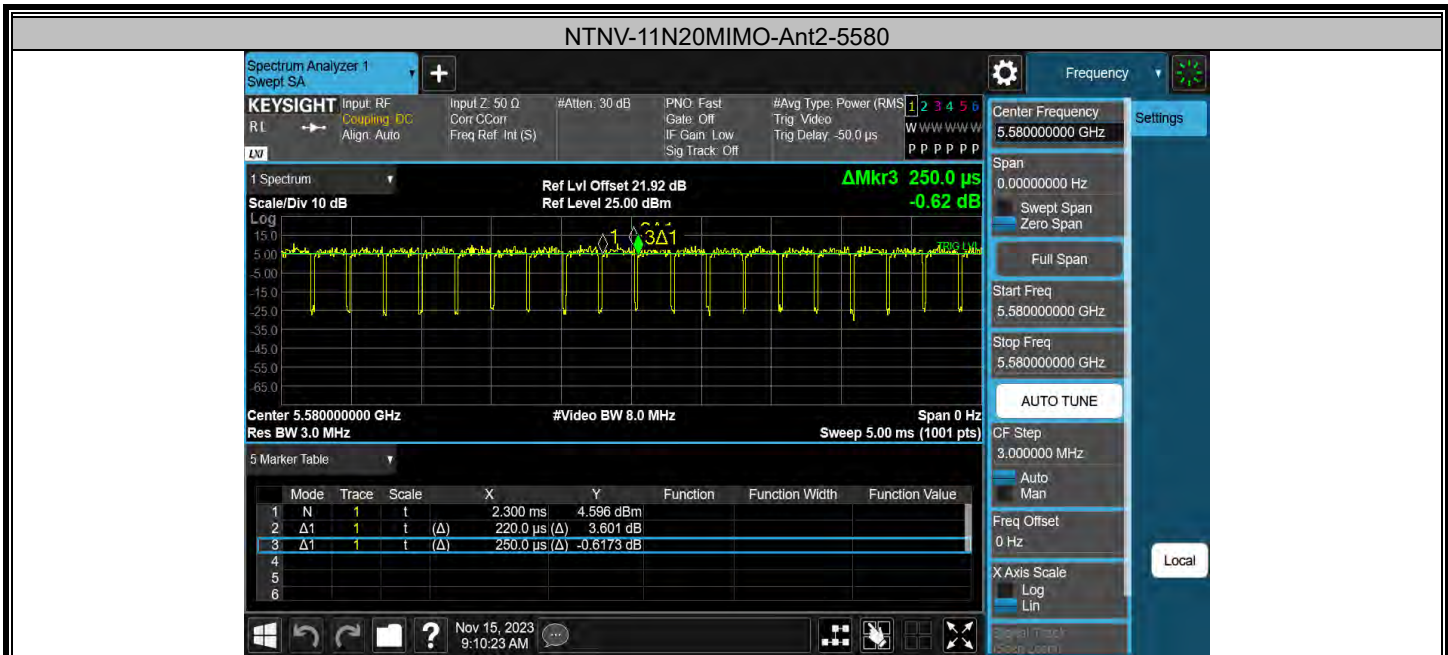 NTNV-11N20MIMO-Ant2-5580
Spectrum Analyzer 1
Swept SA
Frequency
KEYSIGHT
RL
LXI
Input: RF
Coupling: DC
Align: Auto
Input Z: 50 Ω
Corr CCorr
Freq Ref: Int (S)
#Atten: 30 dB
PNO: Fast
Gate: Off
IF Gain: Low
Sig Track: Off
#Avg Type: Power (RMS
Trig: Video
Trig Delay: -50.0 µs
1 2 3 4 5 6
W W W W W W
P P P P P P
Center Frequency
5.580000000 GHz
Settings
1 Spectrum
Scale/Div 10 dB
Ref Lvl Offset 21.92 dB
Ref Level 25.00 dBm
ΔMkr3 250.0 µs
-0.62 dB
Log
15.0
5.00
-5.00
-15.0
-25.0
-35.0
-45.0
-55.0
-65.0
1
3Δ1
TRIG LVL
Center 5.580000000 GHz
#Video BW 8.0 MHz
Span 0 Hz
Res BW 3.0 MHz
Sweep 5.00 ms (1001 pts)
Span
0.00000000 Hz
Swept Span
Zero Span
Full Span
Start Freq
5.580000000 GHz
Stop Freq
5.580000000 GHz
AUTO TUNE
CF Step
3.000000 MHz
Auto
Man
Freq Offset
0 Hz
X Axis Scale
Log
Lin
Signal Track
(Span Zoom)
Local
5 Marker Table
Mode Trace Scale X Y Function Function Width Function Value
1 N 1 t 2.300 ms 4.596 dBm
2 Δ1 1 t (Δ) 220.0 µs (Δ) 3.601 dB
3 Δ1 1 t (Δ) 250.0 µs (Δ) -0.6173 dB
4
5
6
?
Nov 15, 2023
9:10:23 AM